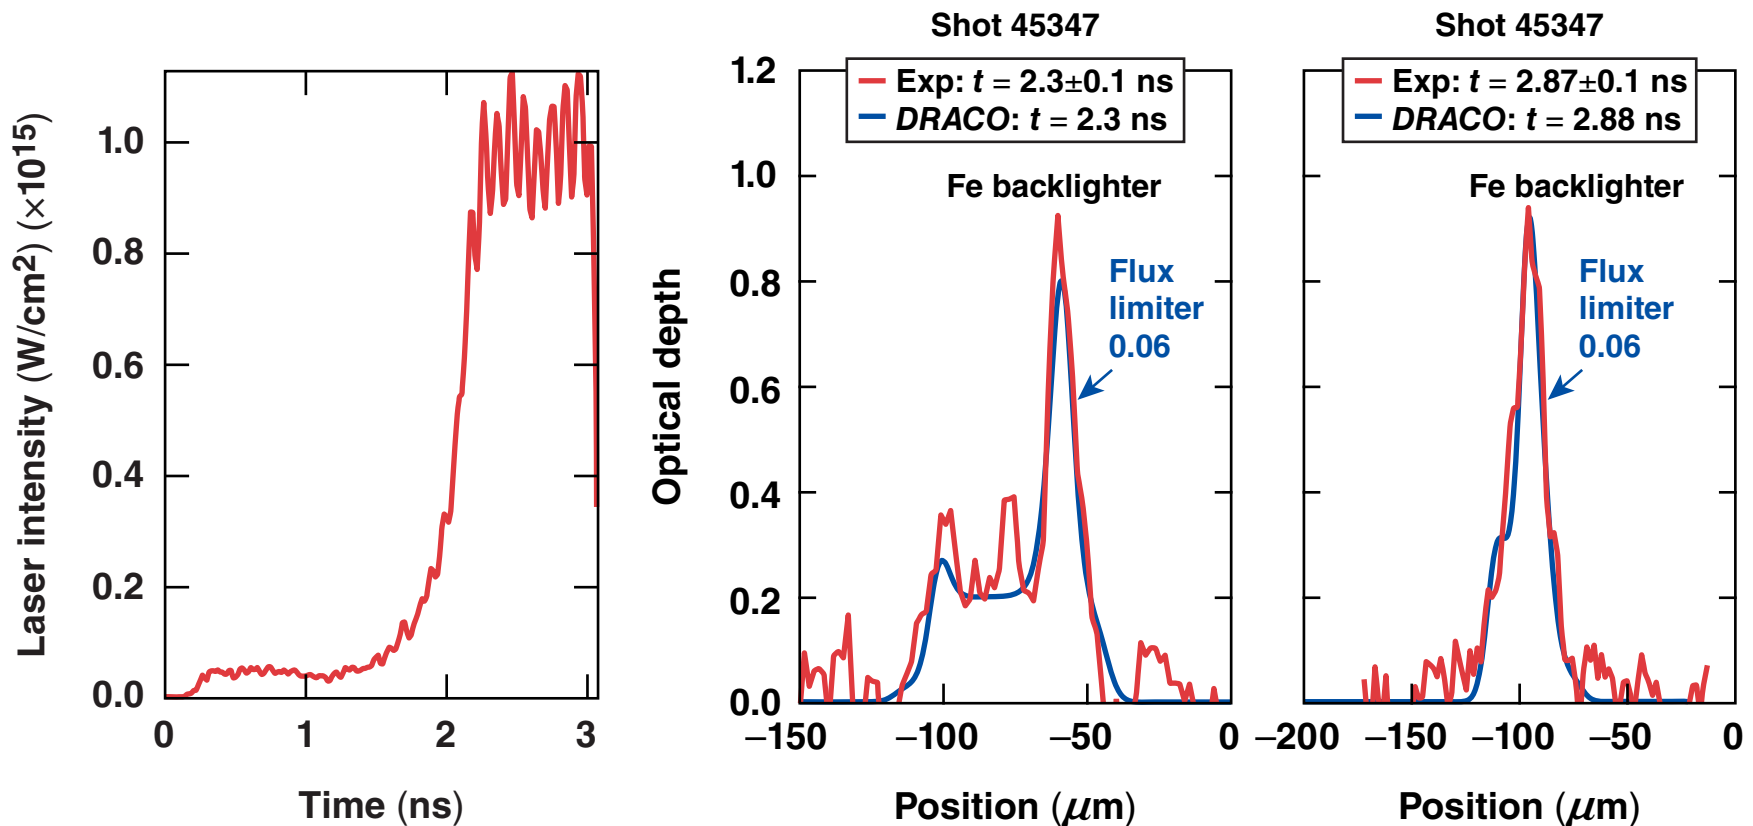 Laser intensity (W/cm2) (×1015)
1.0
0.8
0.6
0.4
0.2
0.0
0 1 2 3
Time (ns)
Shot 45347
Exp: t = 2.3±0.1 ns
DRACO: t = 2.3 ns
Fe backlighter
Flux
limiter
0.06
Optical depth
1.2
1.0
0.8
0.6
0.4
0.2
0.0
–150 –100 –50 0
Position (μm)
Shot 45347
Exp: t = 2.87±0.1 ns
DRACO: t = 2.88 ns
Fe backlighter
Flux
limiter
0.06
–200 –150 –100 –50 0
Position (μm)